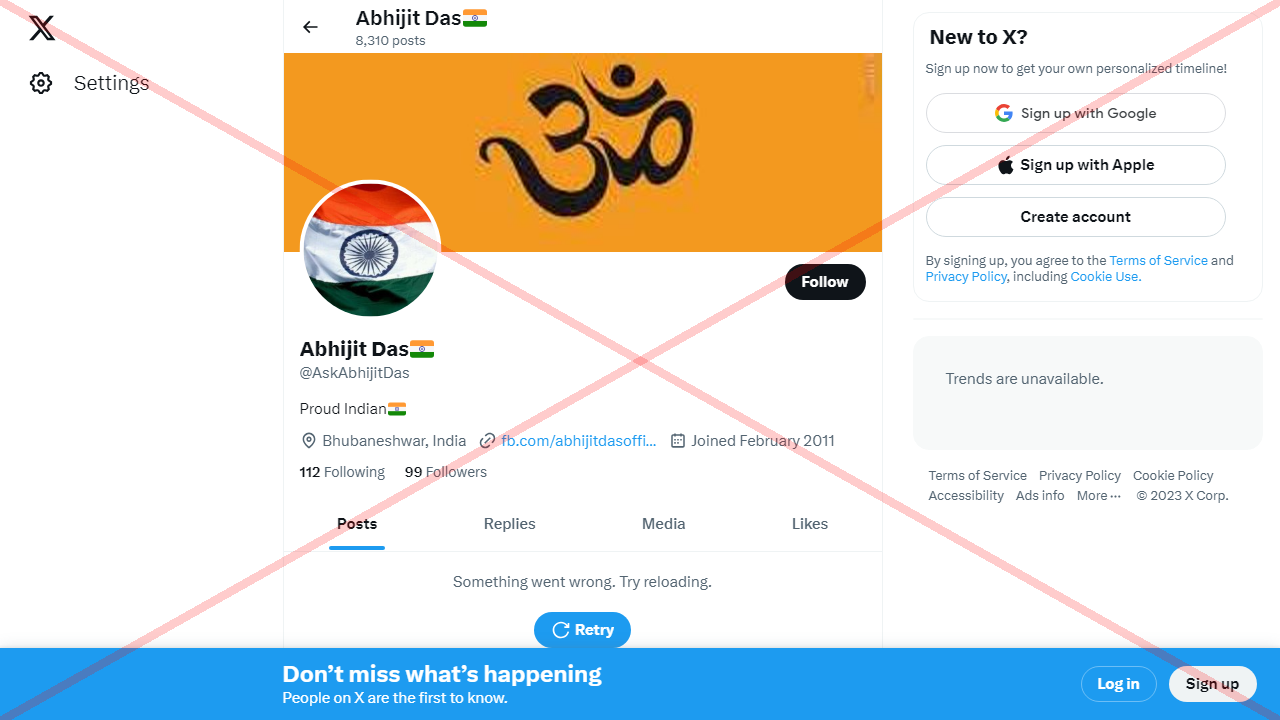 Settings
Abhijit Das🇮🇳
8,310 posts
ॐ
Follow
Abhijit Das🇮🇳
@AskAbhijitDas
Proud Indian🇮🇳
Bhubaneshwar, India fb.com/abhijitdasoffi... Joined February 2011
112 Following 99 Followers
Posts Replies Media Likes
Something went wrong. Try reloading.
Retry
New to X?
Sign up now to get your own personalized timeline!
Sign up with Google
Sign up with Apple
Create account
By signing up, you agree to the Terms of Service and
Privacy Policy, including Cookie Use.
Trends are unavailable.
Terms of Service Privacy Policy Cookie Policy
Accessibility Ads info More ··· © 2023 X Corp.
Don’t miss what’s happening
People on X are the first to know.
Log in Sign up